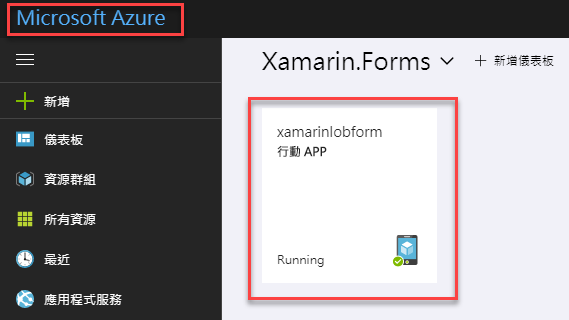 Microsoft Azure
Xamarin.Forms
新增儀表板
新增
儀表板
資源群組
所有資源
最近
應用程式服務
xamarinlobform
行動 APP
Running